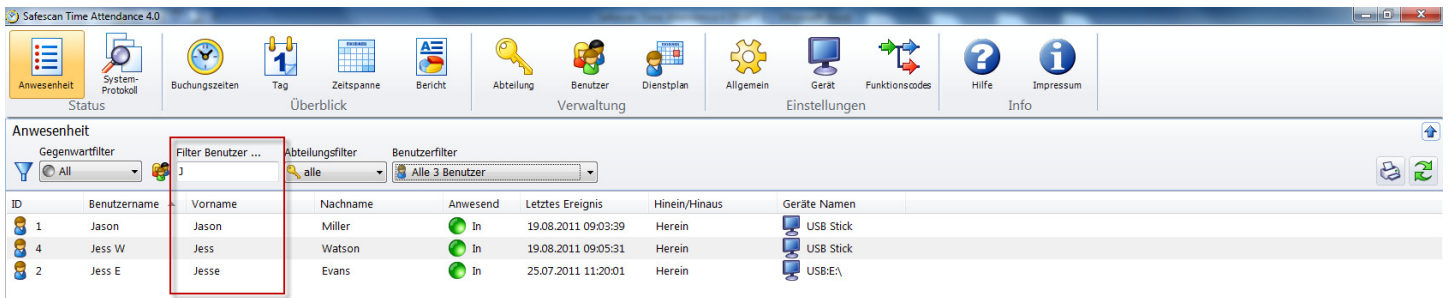 Safescan Time Attendance 4.0
Anwesenheit
System-
Protokoll
Buchungszeiten
Tag
Zeitspanne
Bericht
Abteilung
Benutzer
Dienstplan
Allgemein
Gerät
Funktionscodes
Hilfe
Impressum
Status
Überblick
Verwaltung
Einstellungen
Info
Anwesenheit
Gegenwartfilter Filter Benutzer ... Abteilungsfilter Benutzerfilter
All J alle Alle 3 Benutzer
ID Benutzername Vorname Nachname Anwesend Letztes Ereignis Hinein/Hinaus Geräte Namen
1 Jason Jason Miller In 19.08.2011 09:03:39 Herein USB Stick
4 Jess W Jess Watson In 19.08.2011 09:05:31 Herein USB Stick
2 Jess E Jesse Evans In 25.07.2011 11:20:01 Herein USB:E:\